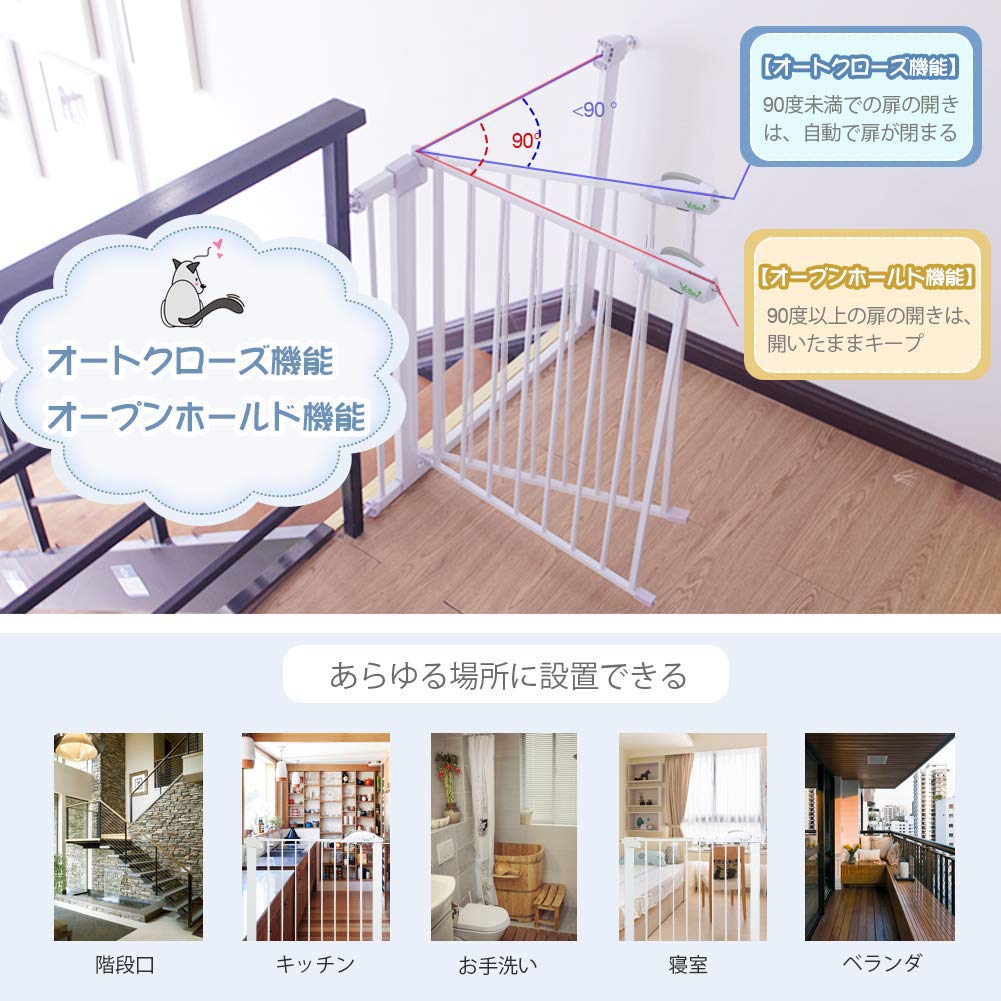 【オートクローズ機能】
90度未満での扉の開き
は、自動で扉が閉まる
<90 °
90°
【オープンホールド機能】
90度以上の扉の開きは、
開いたままキープ
オートクローズ機能
オープンホールド機能
あらゆる場所に設置できる
階段口
キッチン
お手洗い
寝室
ベランダ